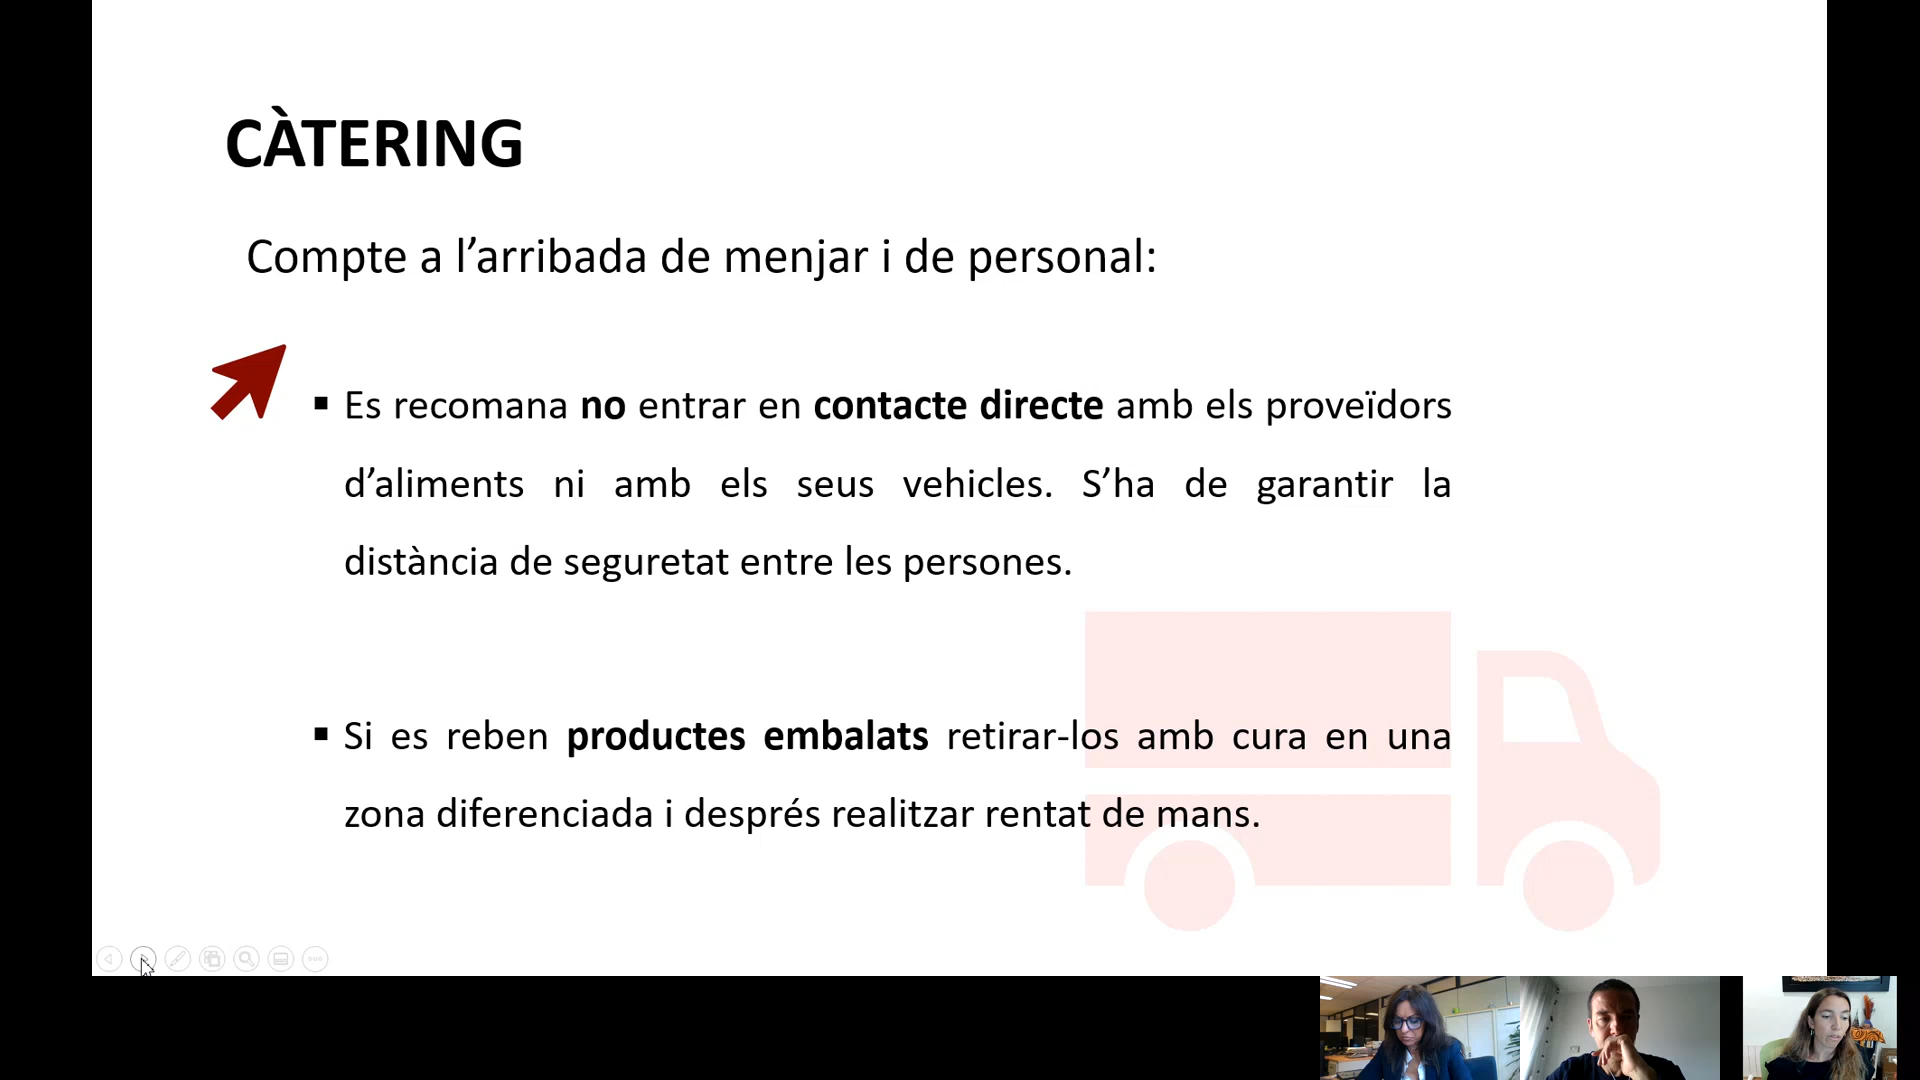 CÀTERING
Compte a l’arribada de menjar i de personal:
▪ Es recomana no entrar en contacte directe amb els proveïdors
d’aliments ni amb els seus vehicles. S’ha de garantir la
distància de seguretat entre les persones.
▪ Si es reben productes embalats retirar-los amb cura en una
zona diferenciada i després realitzar rentat de mans.